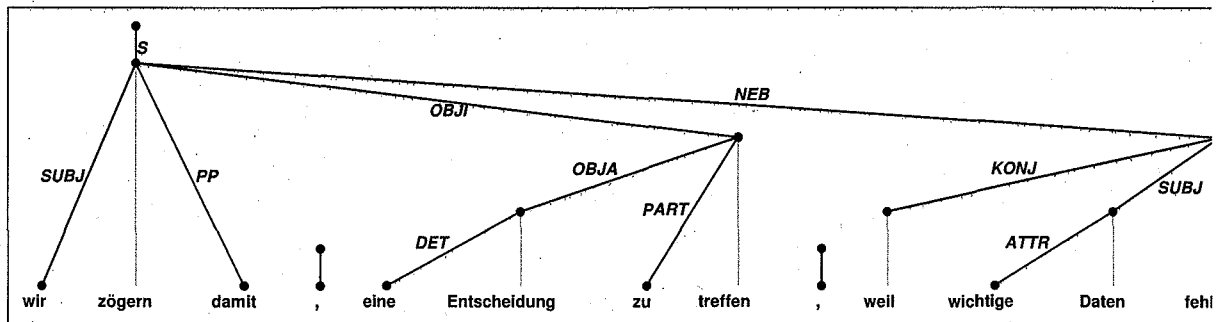 S
NEB
OBJI
SUBJ PP OBJA KONJ SUBJ
PART
DET ATTR
wir zögern damit , eine Entscheidung zu treffen , weil wichtige Daten